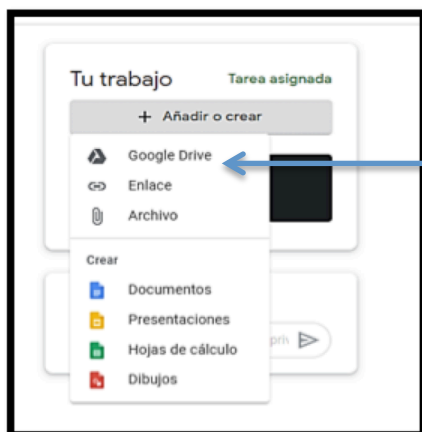 Tu trabajo Tarea asignada
+ Añadir o crear
Google Drive
Enlace
Archivo
Crear
Documentos
Presentaciones
Hojas de cálculo
Dibujos